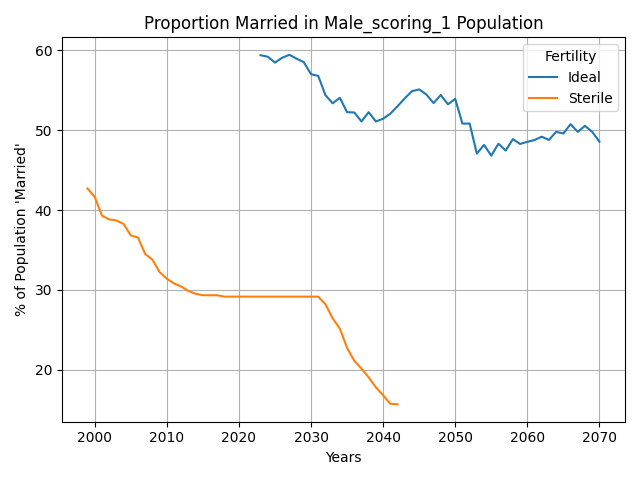 Proportion Married in Male_scoring_1 Population
% of Population 'Married'
60
50
40
30
20
Fertility
Ideal
Sterile
2000 2010 2020 2030 2040 2050 2060 2070
Years